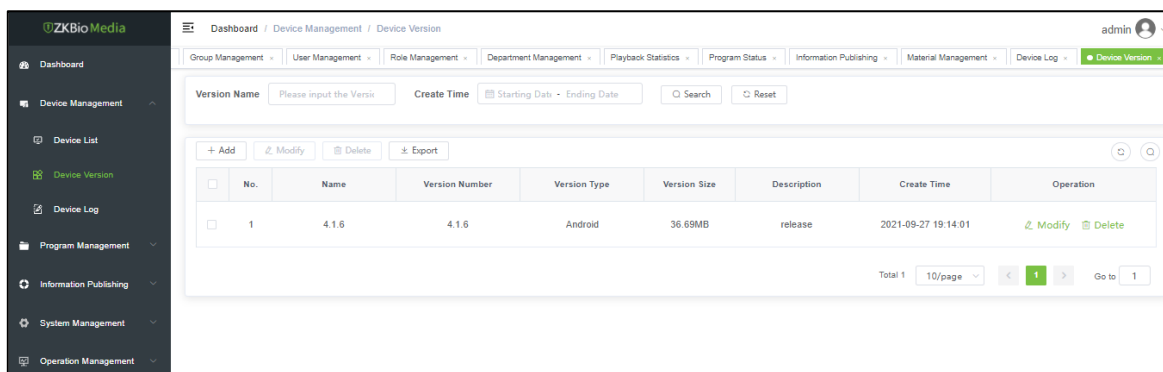 ZKBio Media
Dashboard / Device Management / Device Version
admin
Group Management × User Management × Role Management × Department Management × Playback Statistics × Program Status × Information Publishing × Material Management × Device Log × Device Version ×
Dashboard
Device Management
Device List
Device Version
Device Log
Program Management
Information Publishing
System Management
Operation Management
Version Name Please input the Versic Create Time Starting Date - Ending Date Search Reset
+ Add Modify Delete Export
No. Name Version Number Version Type Version Size Description Create Time Operation
1 4.1.6 4.1.6 Android 36.69MB release 2021-09-27 19:14:01 Modify Delete
Total 1 10/page < 1 > Go to 1